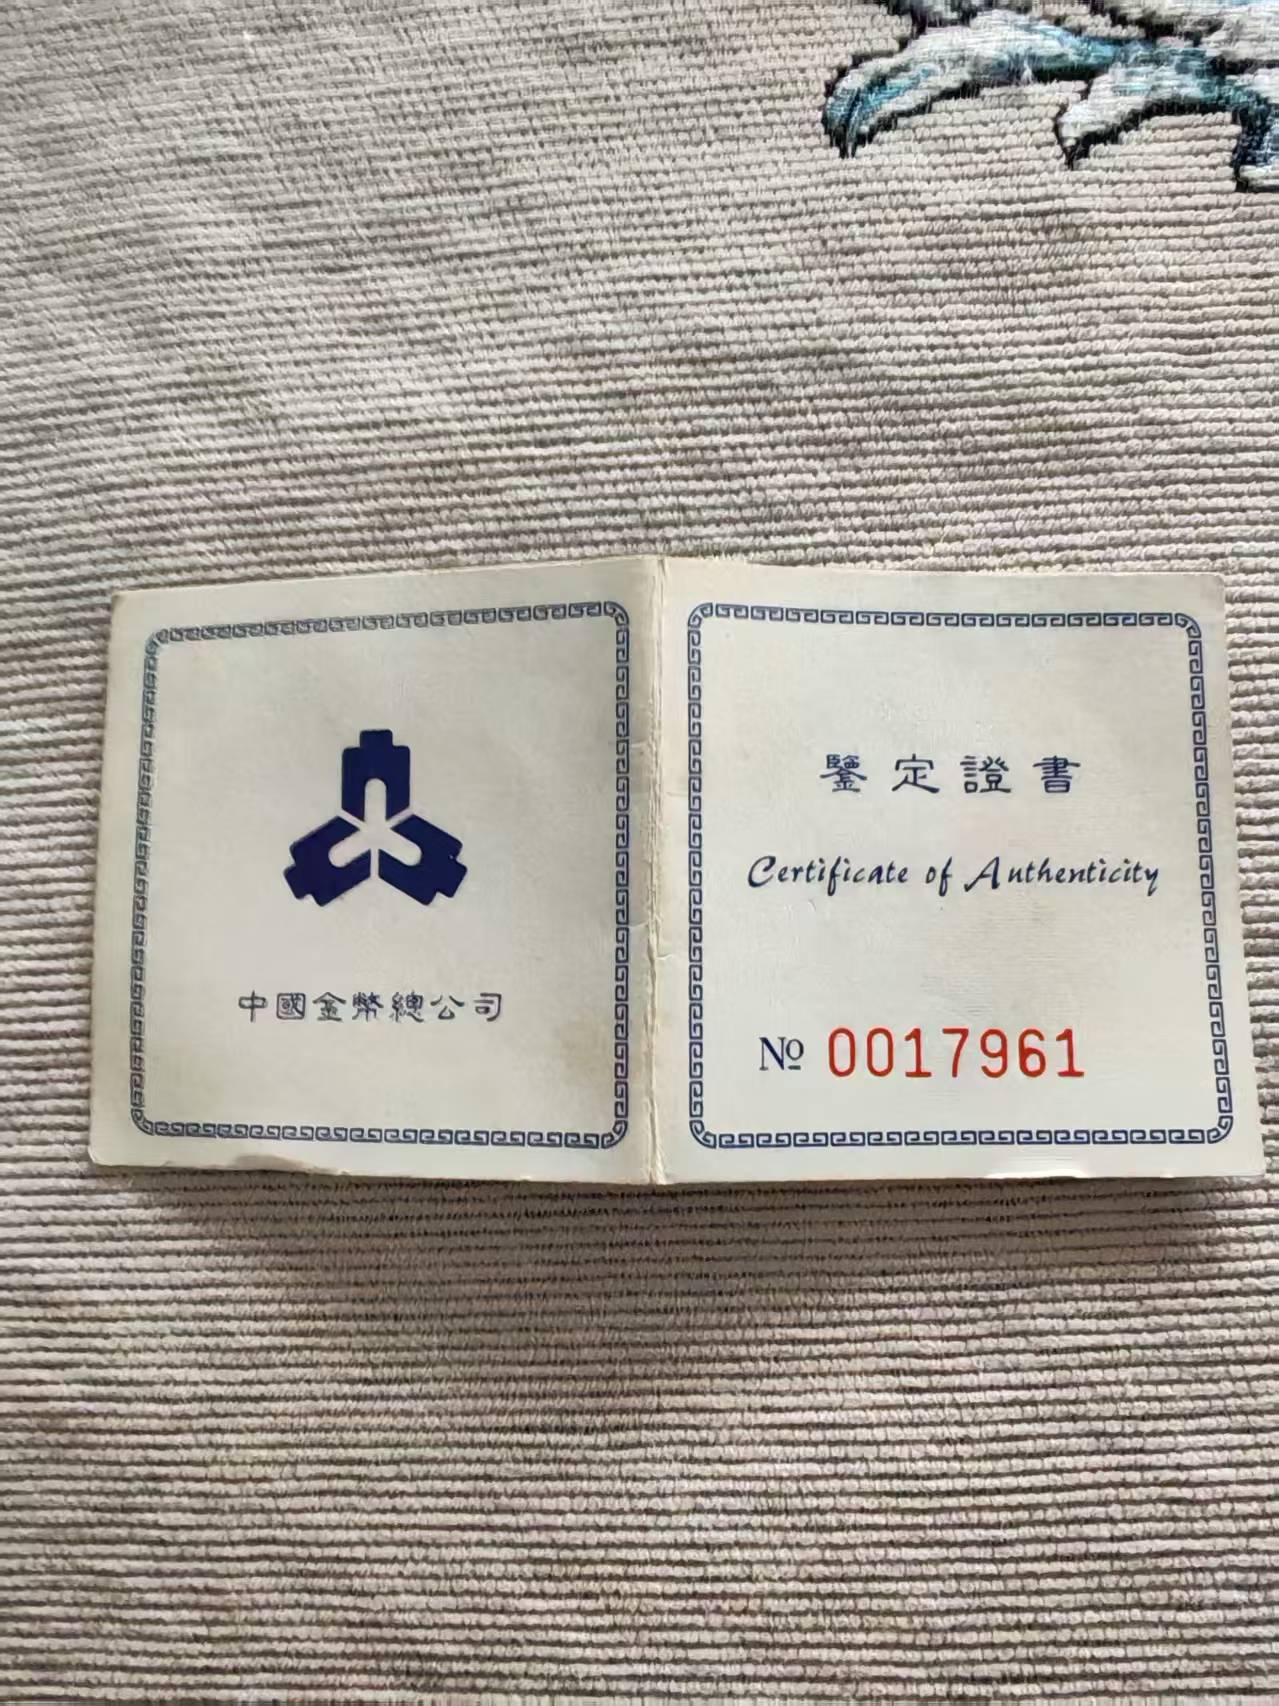 中國金幣總公司
鑒定證書
Certificate of Authenticity
№ 0017961